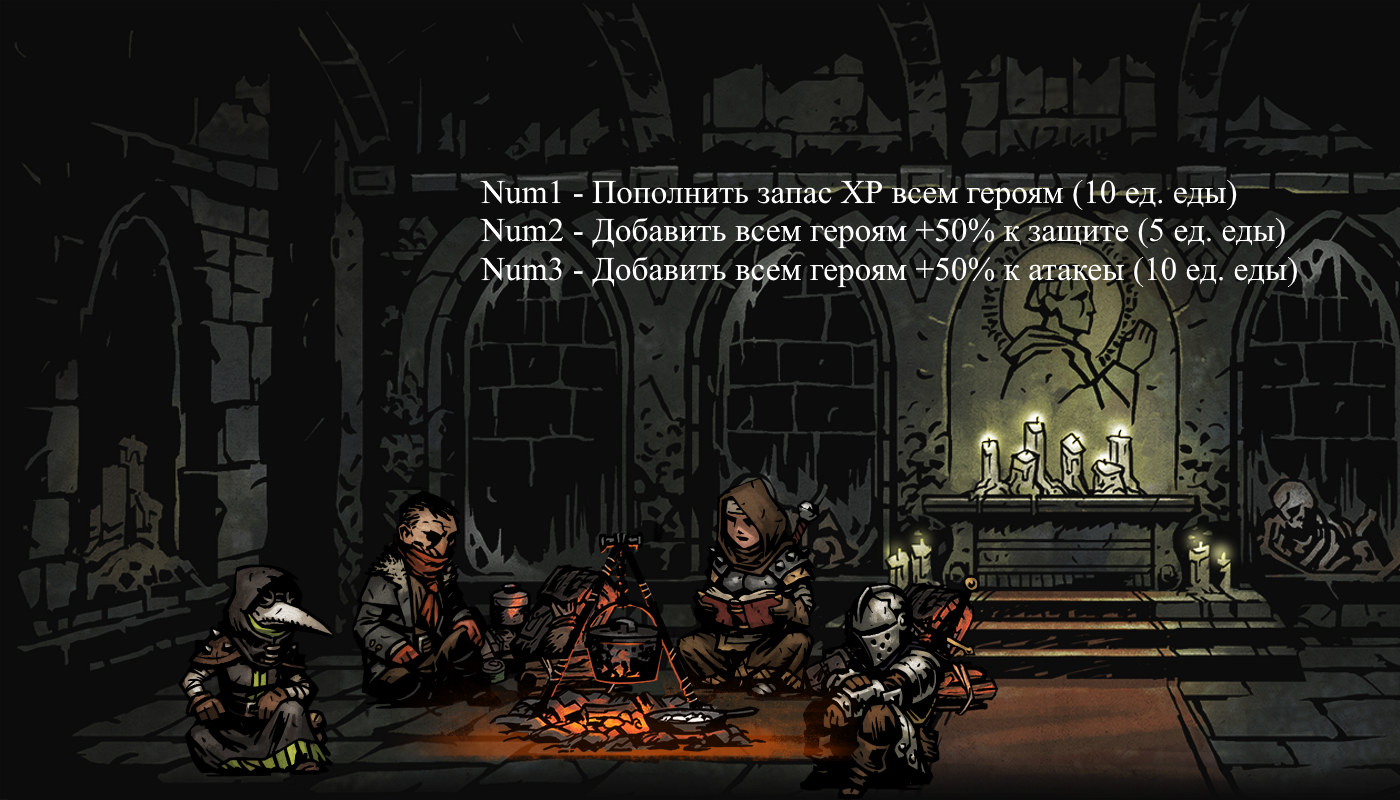 Num1 - Пополнить запас ХР всем героям (10 ед. еды)
Num2 - Добавить всем героям +50% к защите (5 ед. еды)
Num3 - Добавить всем героям +50% к атакеы (10 ед. еды)